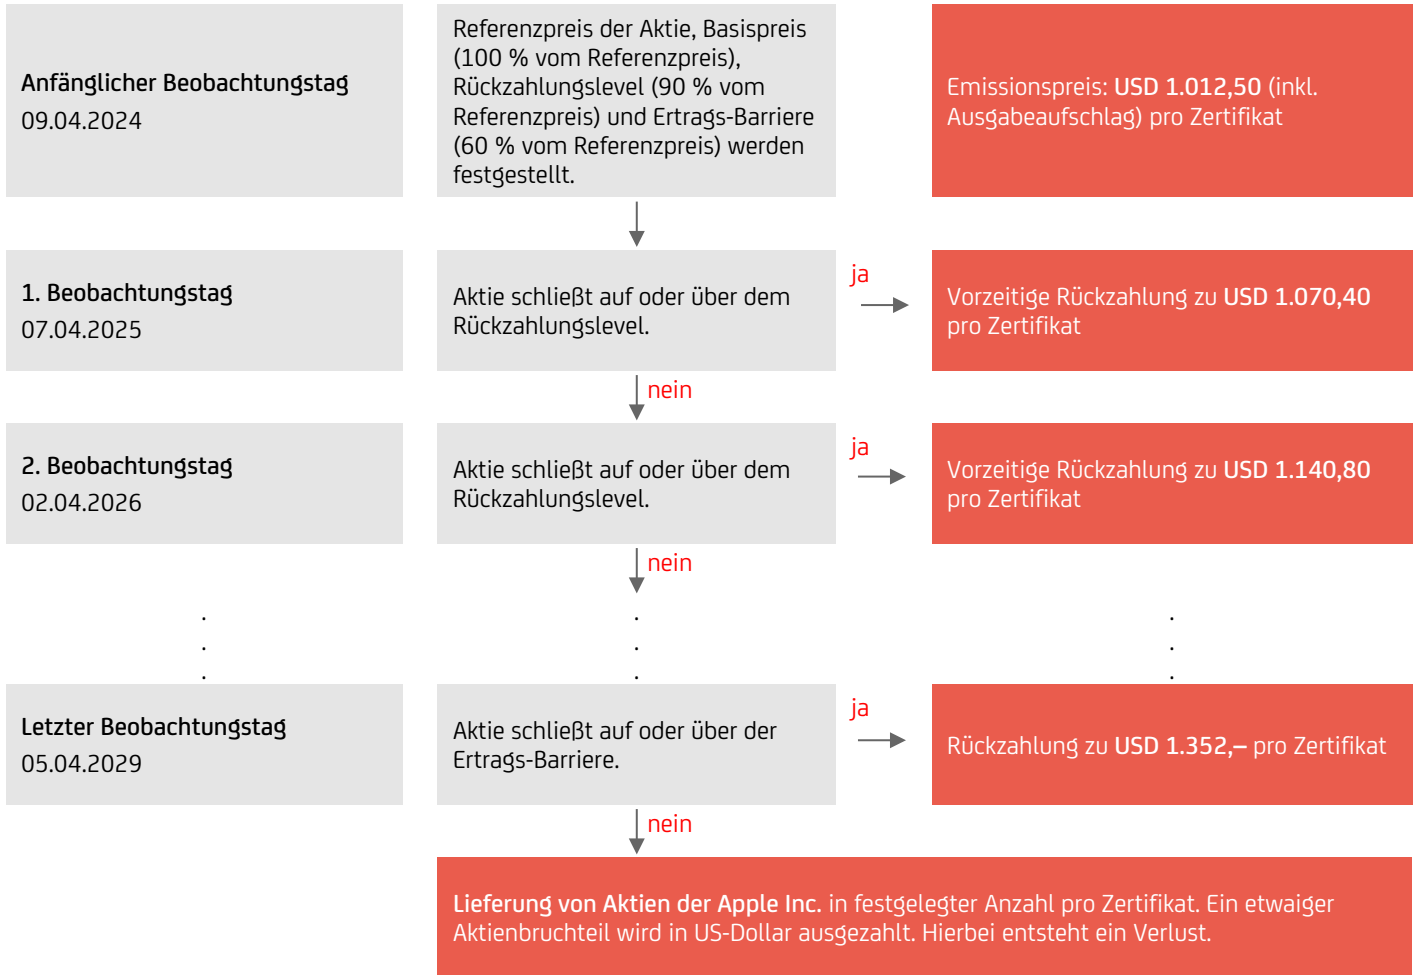 Anfänglicher Beobachtungstag
09.04.2024
Referenzpreis der Aktie, Basispreis
(100 % vom Referenzpreis),
Rückzahlungslevel (90 % vom
Referenzpreis) und Ertrags-Barriere
(60 % vom Referenzpreis) werden
festgestellt.
Emissionspreis: USD 1.012,50 (inkl.
Ausgabeaufschlag) pro Zertifikat
1. Beobachtungstag
07.04.2025
Aktie schließt auf oder über dem
Rückzahlungslevel.
ja
Vorzeitige Rückzahlung zu USD 1.070,40
pro Zertifikat
nein
2. Beobachtungstag
02.04.2026
Aktie schließt auf oder über dem
Rückzahlungslevel.
ja
Vorzeitige Rückzahlung zu USD 1.140,80
pro Zertifikat
nein
. . .
. . .
. . .
Letzter Beobachtungstag
05.04.2029
Aktie schließt auf oder über der
Ertrags-Barriere.
ja
Rückzahlung zu USD 1.352,– pro Zertifikat
nein
Lieferung von Aktien der Apple Inc. in festgelegter Anzahl pro Zertifikat. Ein etwaiger
Aktienbruchteil wird in US-Dollar ausgezahlt. Hierbei entsteht ein Verlust.